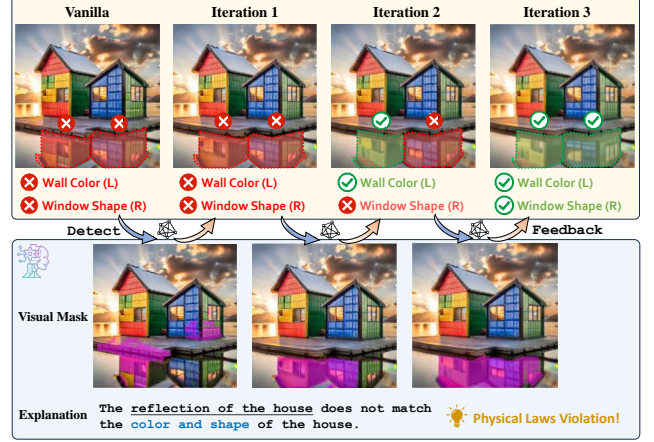 Vanilla
Iteration 1
Iteration 2
Iteration 3
Wall Color (L)
Wall Color (L)
Wall Color (L)
Wall Color (L)
Window Shape (R)
Window Shape (R)
Window Shape (R)
Window Shape (R)
Detect
Feedback
Visual Mask
Explanation
The reflection of the house does not match
the color and shape of the house.
Physical Laws Violation!